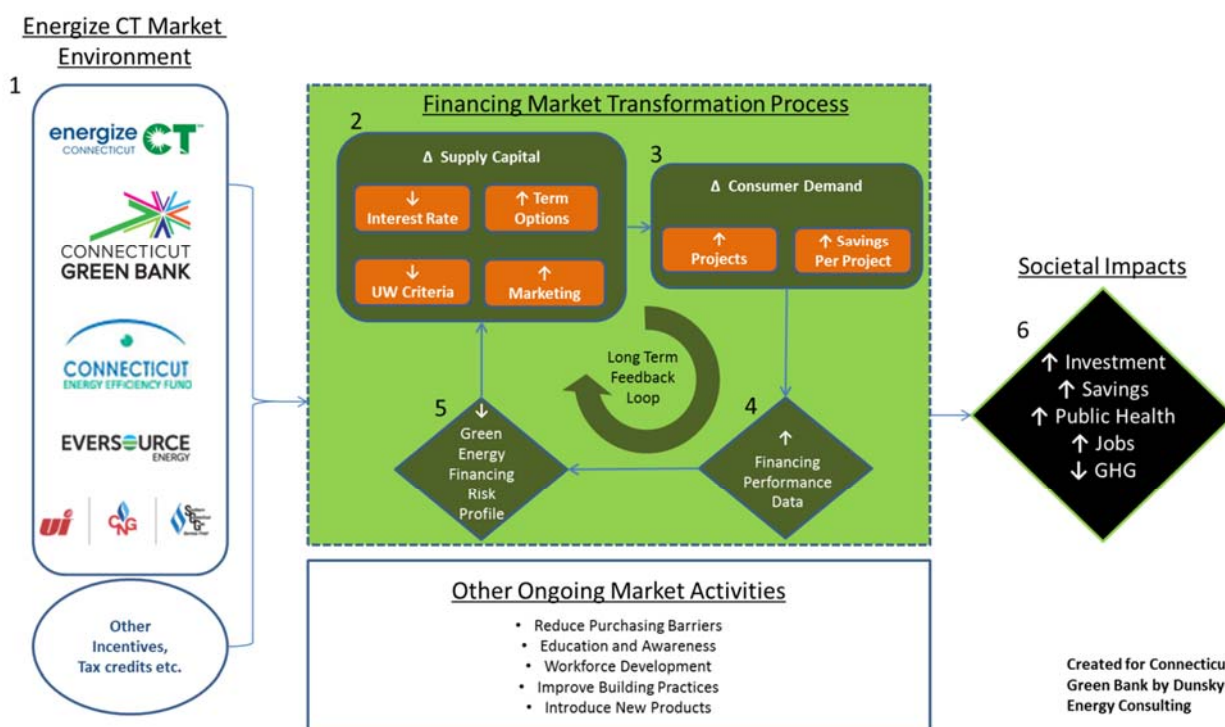 Energize CT Market
Environment
1
energize CT™
CONNECTICUT
CONNECTICUT
GREEN BANK
CONNECTICUT
ENERGY EFFICIENCY FUND
EVERSOURCE
ENERGY
ui
CNG
Other
Incentives,
Tax credits etc.
Financing Market Transformation Process
2
Δ Supply Capital
↓
Interest Rate
↑ Term
Options
↓
UW Criteria
↑
Marketing
3
Δ Consumer Demand
↑
Projects
↑ Savings
Per Project
Long Term
Feedback
Loop
4
↑
Financing
Performance
Data
5
↓
Green
Energy
Financing
Risk
Profile
Other Ongoing Market Activities
• Reduce Purchasing Barriers
• Education and Awareness
• Workforce Development
• Improve Building Practices
• Introduce New Products
Societal Impacts
6
↑ Investment
↑ Savings
↑ Public Health
↑ Jobs
↓ GHG
Created for Connecticu
Green Bank by Dunsky
Energy Consulting